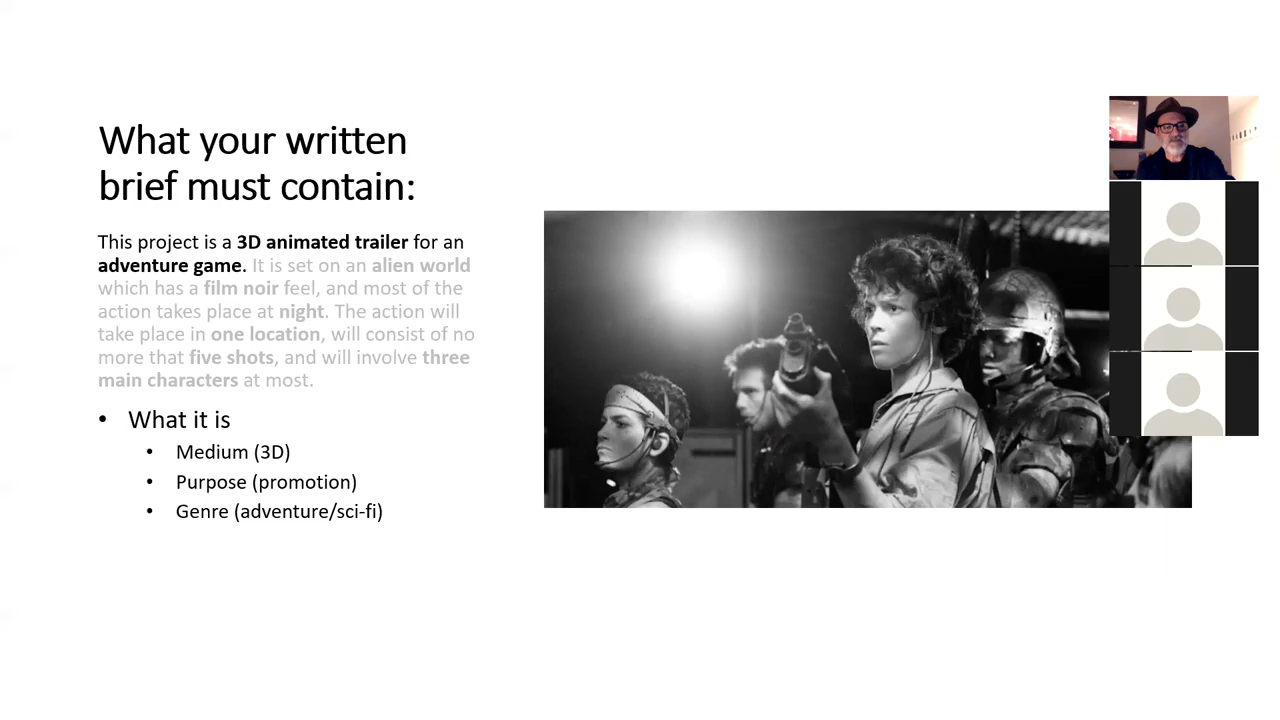 What your written
brief must contain:
This project is a 3D animated trailer for an
adventure game. It is set on an alien world
which has a film noir feel, and most of the
action takes place at night. The action will
take place in one location, will consist of no
more that five shots, and will involve three
main characters at most.
• What it is
• Medium (3D)
• Purpose (promotion)
• Genre (adventure/sci-fi)